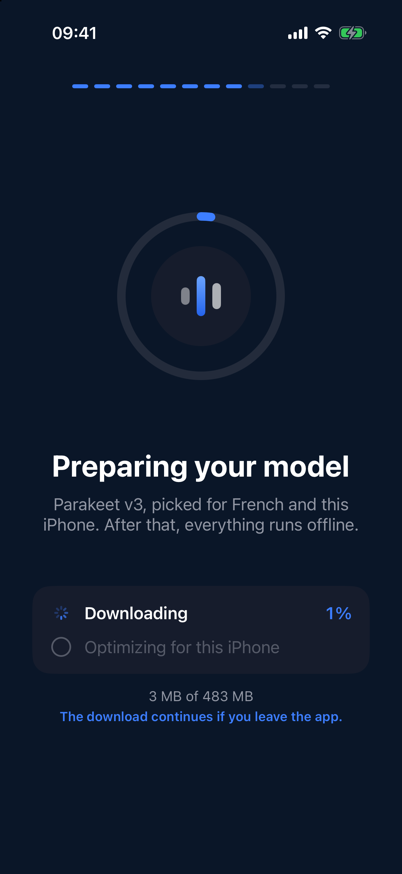 09:41
Preparing your model
Parakeet v3, picked for French and this
iPhone. After that, everything runs offline.
Downloading 1%
Optimizing for this iPhone
3 MB of 483 MB
The download continues if you leave the app.